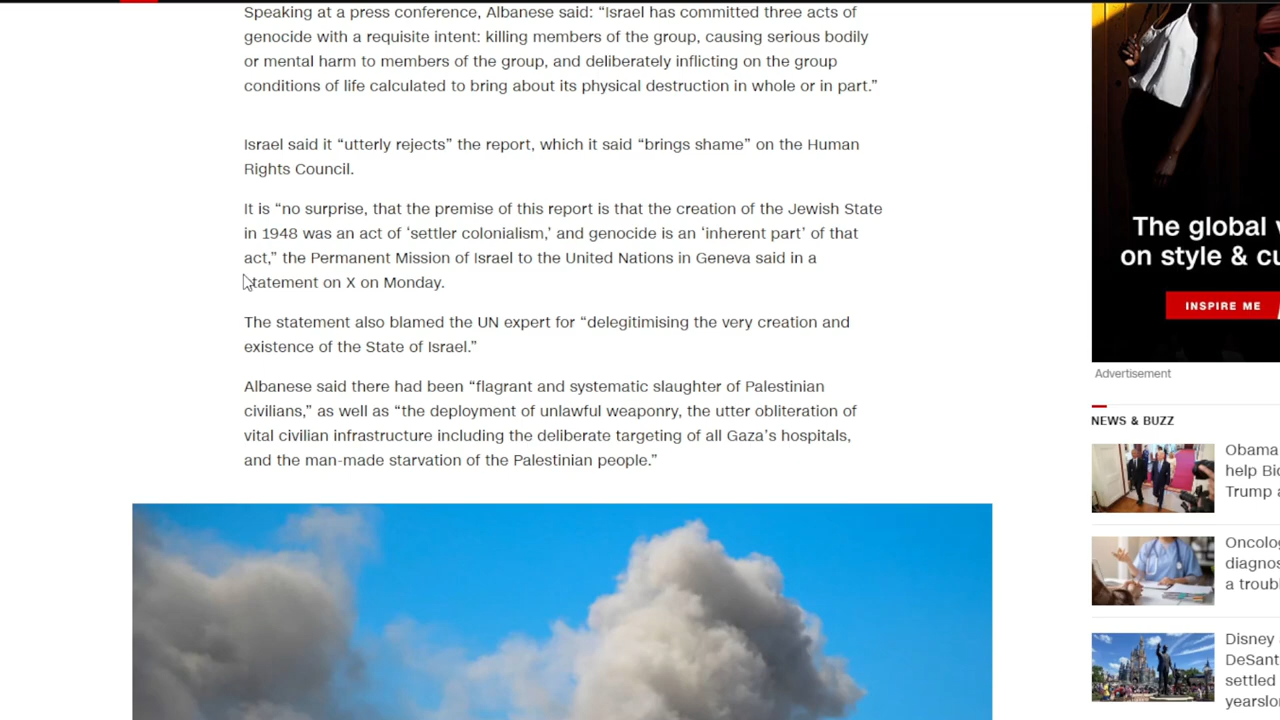 Speaking at a press conference, Albanese said: “Israel has committed three acts of
genocide with a requisite intent: killing members of the group, causing serious bodily
or mental harm to members of the group, and deliberately inflicting on the group
conditions of life calculated to bring about its physical destruction in whole or in part.”
Israel said it “utterly rejects” the report, which it said “brings shame” on the Human
Rights Council.
It is “no surprise, that the premise of this report is that the creation of the Jewish State
in 1948 was an act of ‘settler colonialism,’ and genocide is an ‘inherent part’ of that
act,” the Permanent Mission of Israel to the United Nations in Geneva said in a
statement on X on Monday.
The statement also blamed the UN expert for “delegitimising the very creation and
existence of the State of Israel.”
Albanese said there had been “flagrant and systematic slaughter of Palestinian
civilians,” as well as “the deployment of unlawful weaponry, the utter obliteration of
vital civilian infrastructure including the deliberate targeting of all Gaza’s hospitals,
and the man-made starvation of the Palestinian people.”
The global
on style & cu
INSPIRE ME
Advertisement
NEWS & BUZZ
Obama
help Bid
Trump a
Oncolog
diagnos
a troubl
Disney
DeSant
settled
yearslo